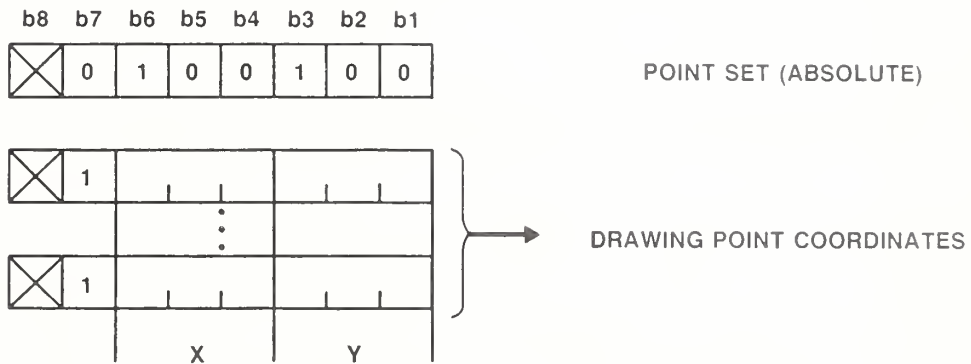 b8 b7 b6 b5 b4 b3 b2 b1
0 1 0 0 1 0 0 POINT SET (ABSOLUTE)
1
DRAWING POINT COORDINATES
1
X Y